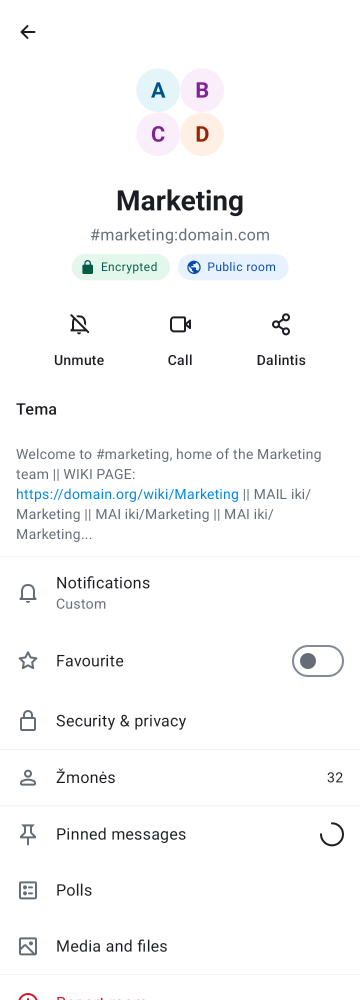 A
B
C
D
Marketing
#marketing:domain.com
Encrypted
Public room
Unmute
Call
Dalintis
Tema
Welcome to #marketing, home of the Marketing
team || WIKI PAGE:
https://domain.org/wiki/Marketing || MAIL iki/
Marketing || MAI iki/Marketing || MAI iki/
Marketing...
Notifications
Custom
Favourite
Security & privacy
Žmonės
32
Pinned messages
Polls
Media and files
Report room